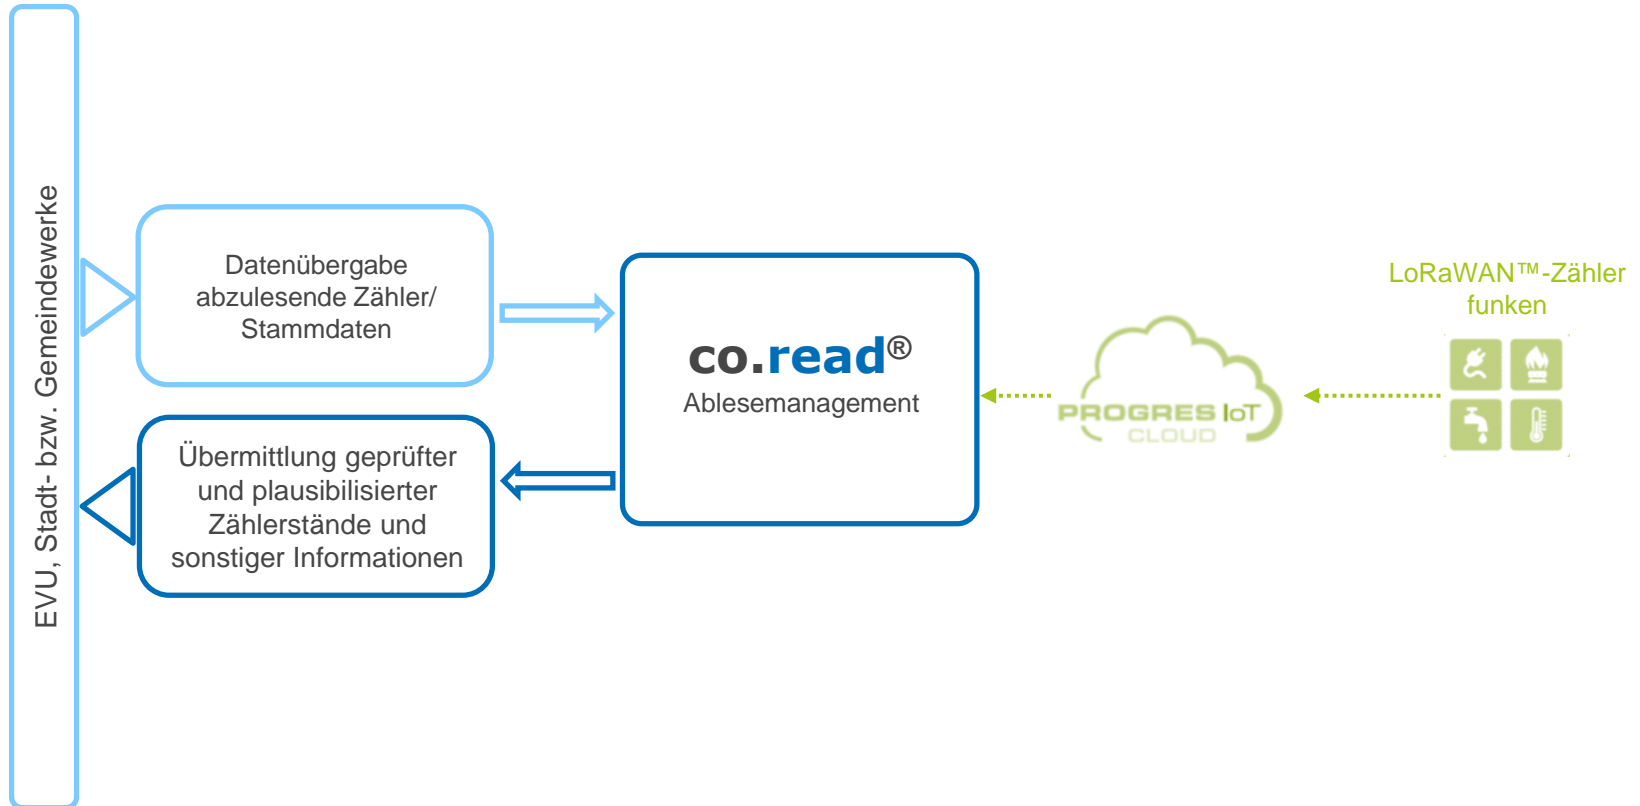 EVU, Stadt- bzw. Gemeindewerke
Datenübergabe
abzulesende Zähler/
Stammdaten
Übermittlung geprüfter
und plausibilisierter
Zählerstände und
sonstiger Informationen
co.read®
Ablesemanagement
PROGRES IoT
CLOUD
LoRaWAN™-Zähler
funken